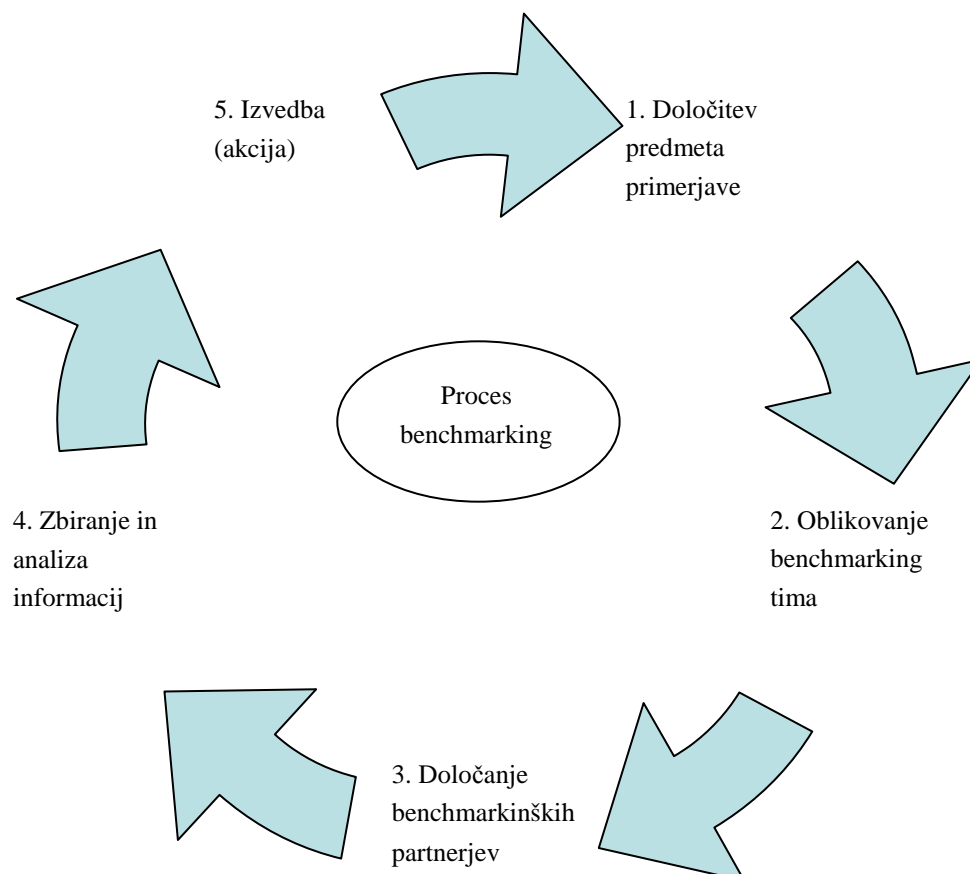 5. Izvedba
(akcija)
1. Določitev
predmeta
primerjave
Proces
benchmarking
4. Zbiranje in
analiza
informacij
2. Oblikovanje
benchmarking
tima
3. Določanje
benchmarkinških
partnerjev